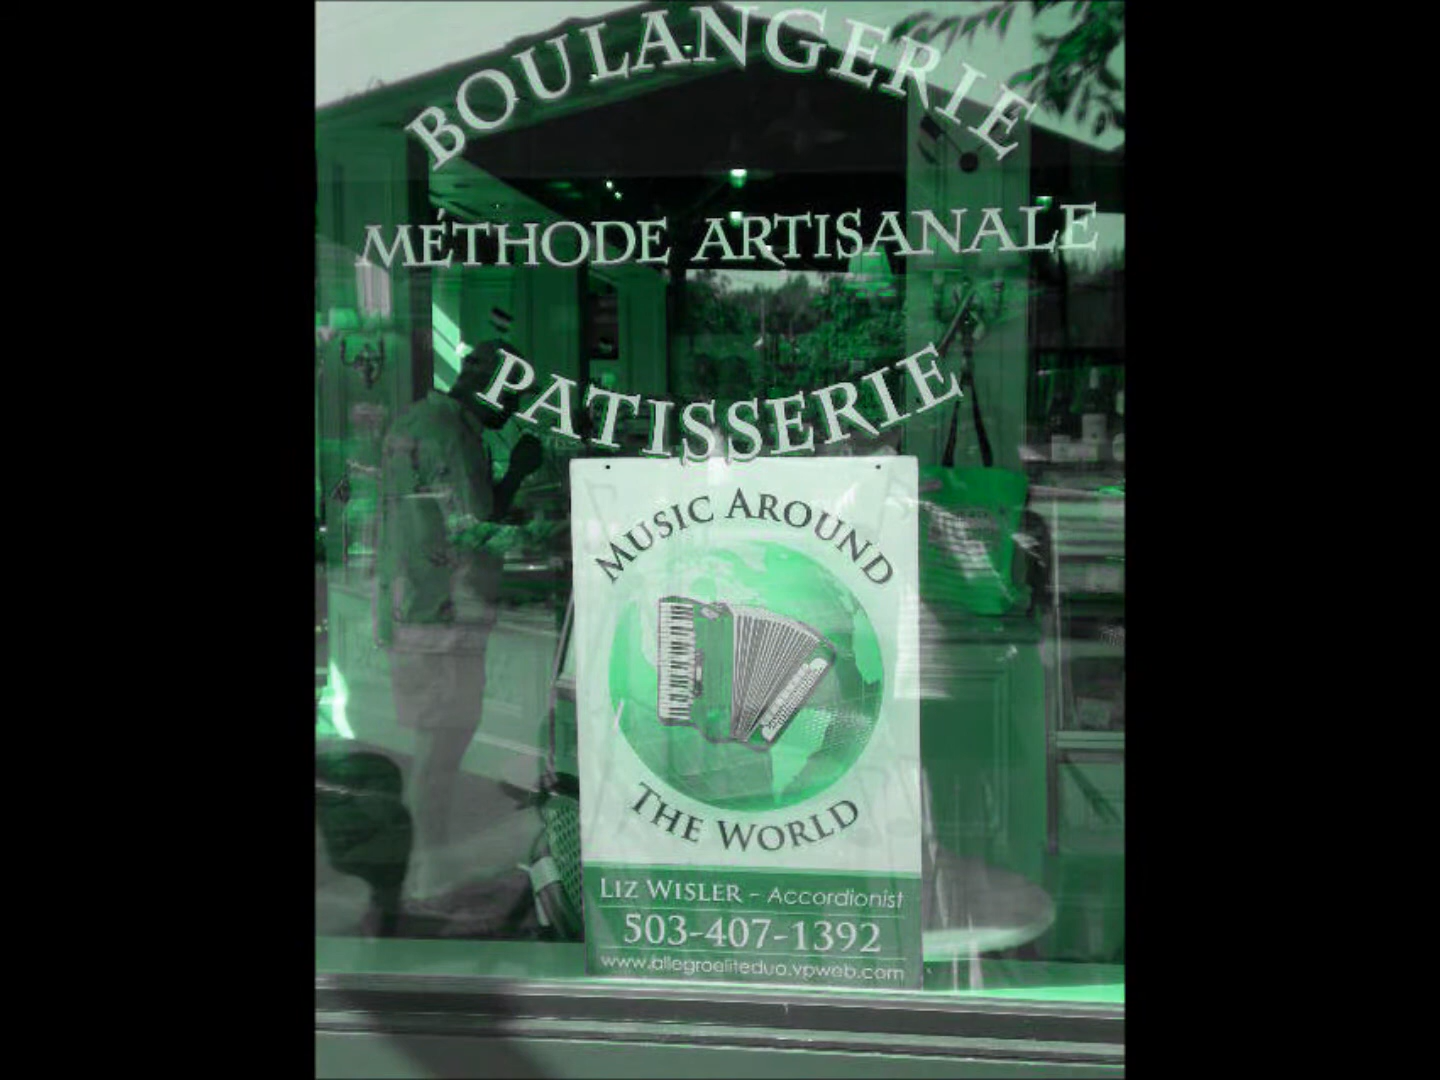 BOULANGERIE
MÉTHODE ARTISANALE
PATISSERIE
MUSIC AROUND
THE WORLD
LIZ WISLER - Accordionist
503-407-1392
www.allegroeliteduo.vpweb.com